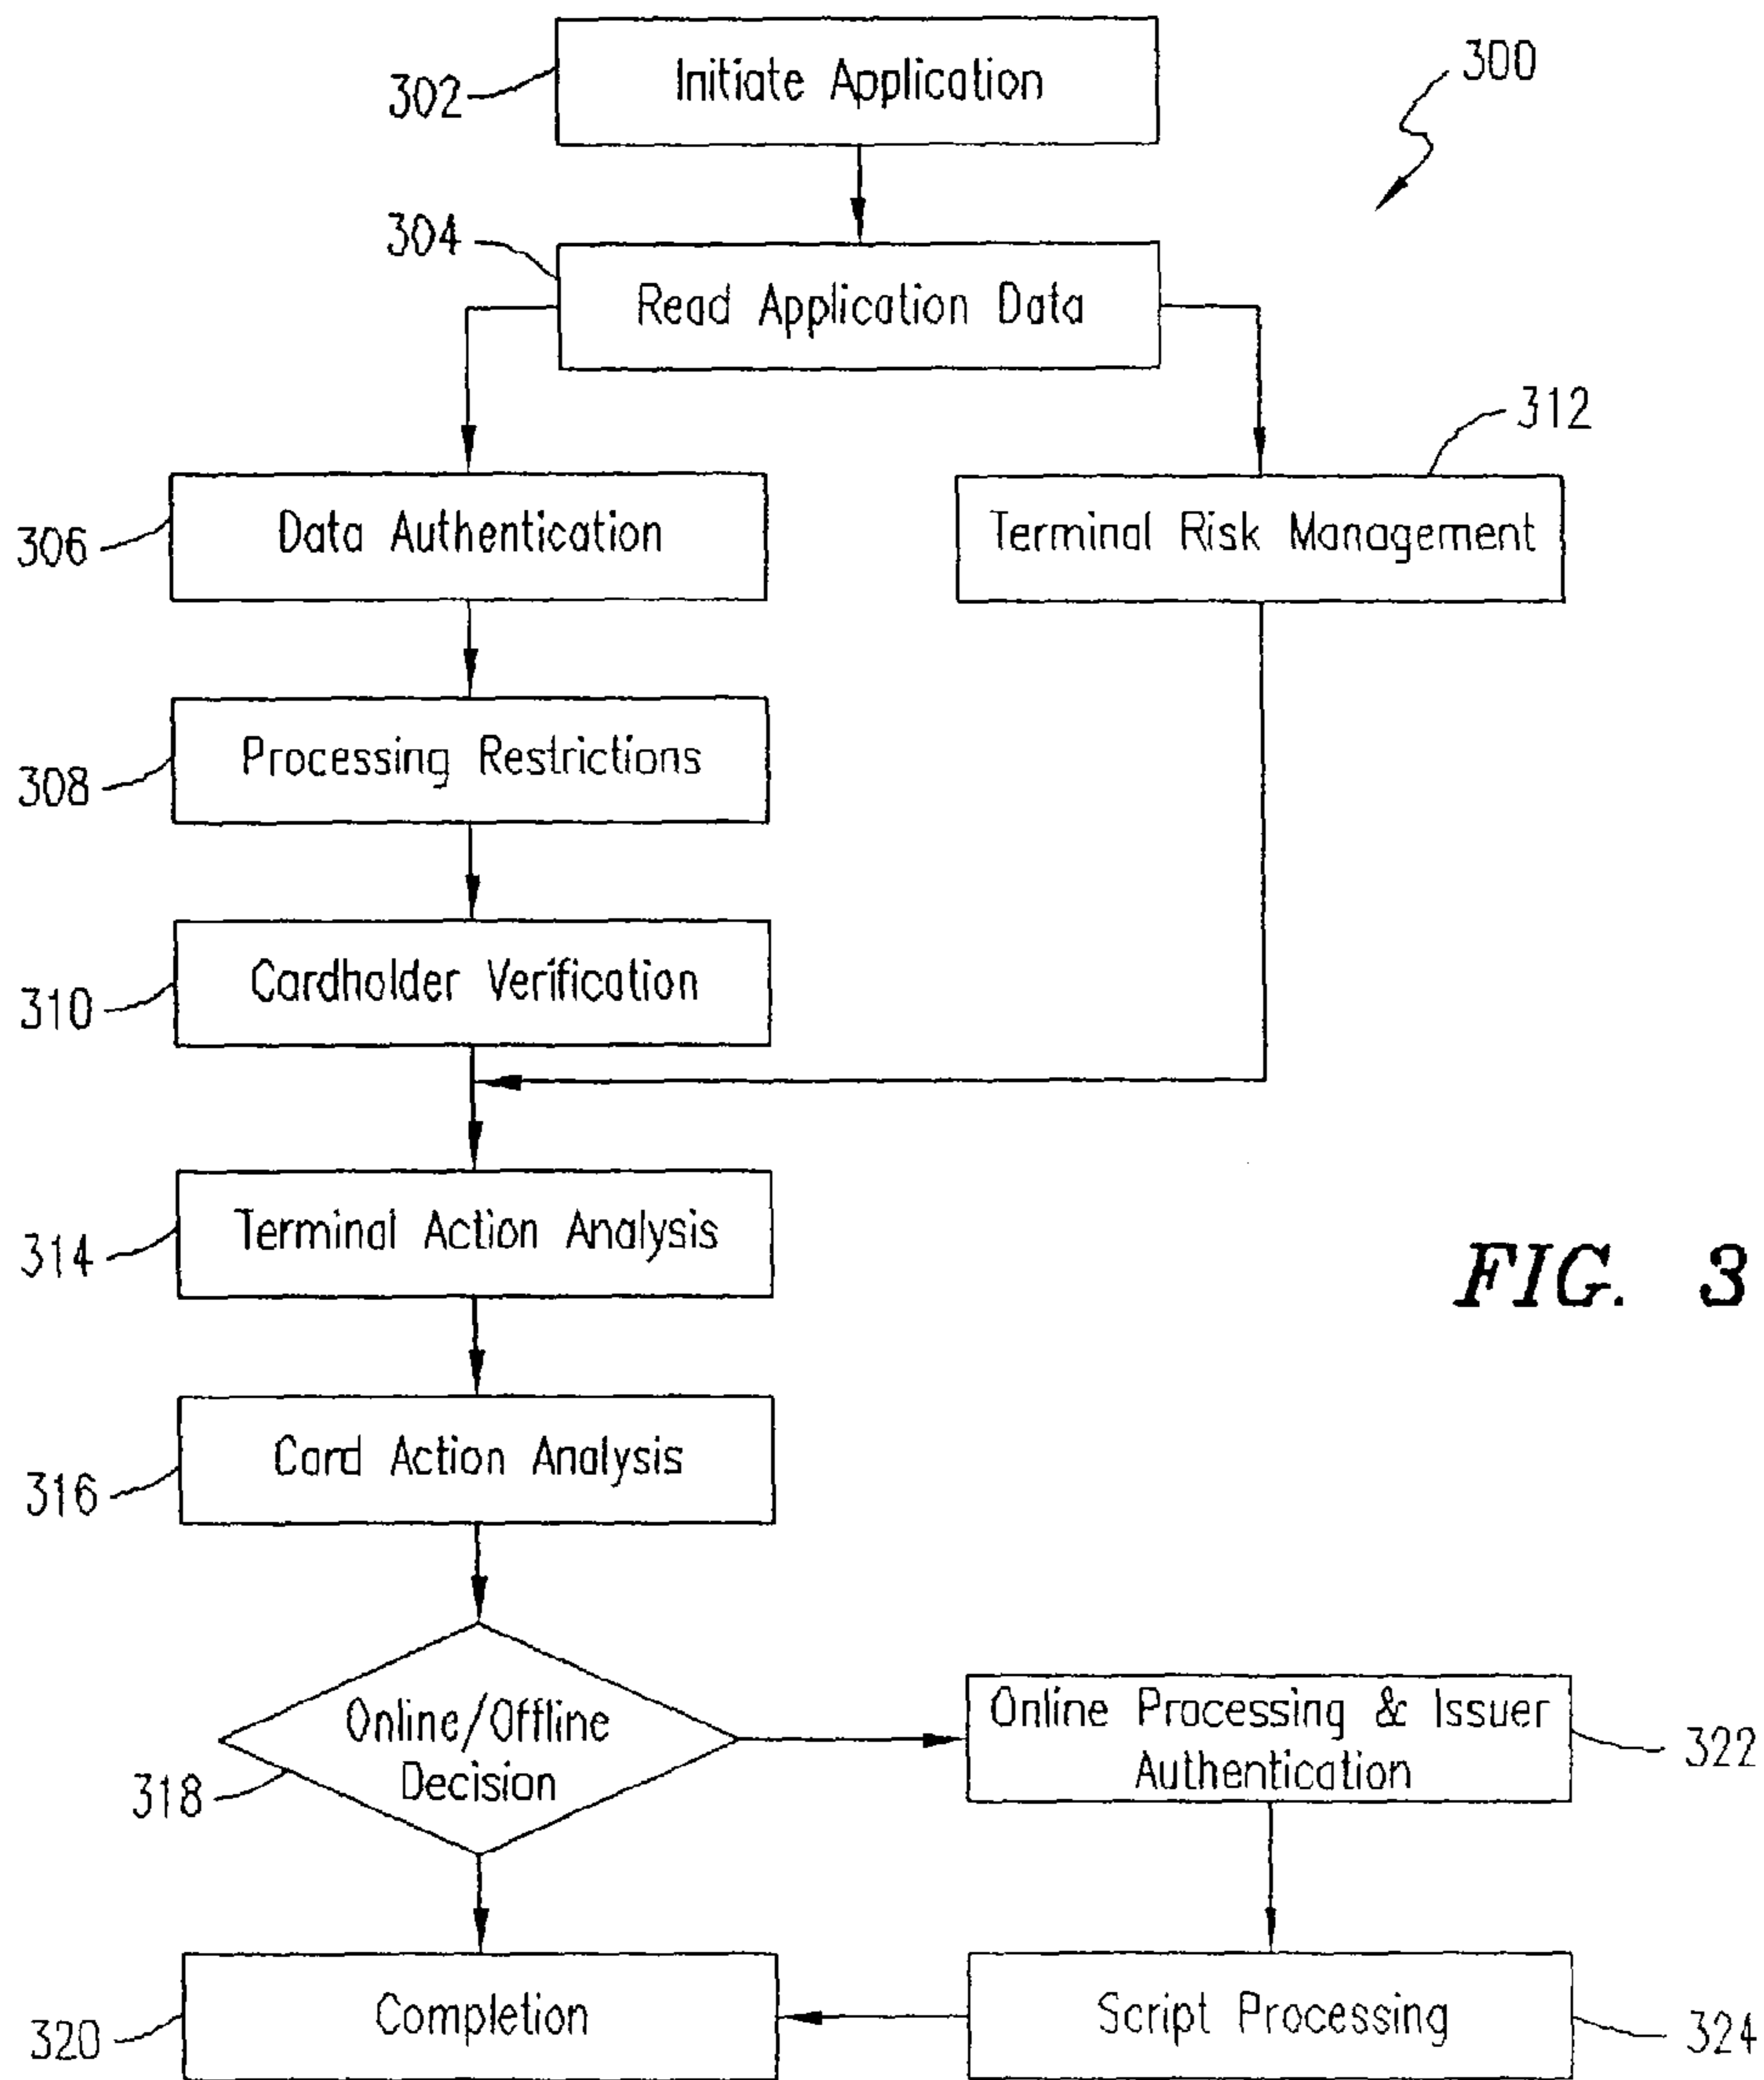 302
Initiate Application
300
304
Read Application Data
312
306
Data Authentication
Terminal Risk Management
308
Processing Restrictions
310
Cardholder Verification
314
Terminal Action Analysis
FIG. 3
316
Card Action Analysis
318
Online/Offline
Decision
Online Processing & Issuer
Authentication
322
320
Completion
Script Processing
324